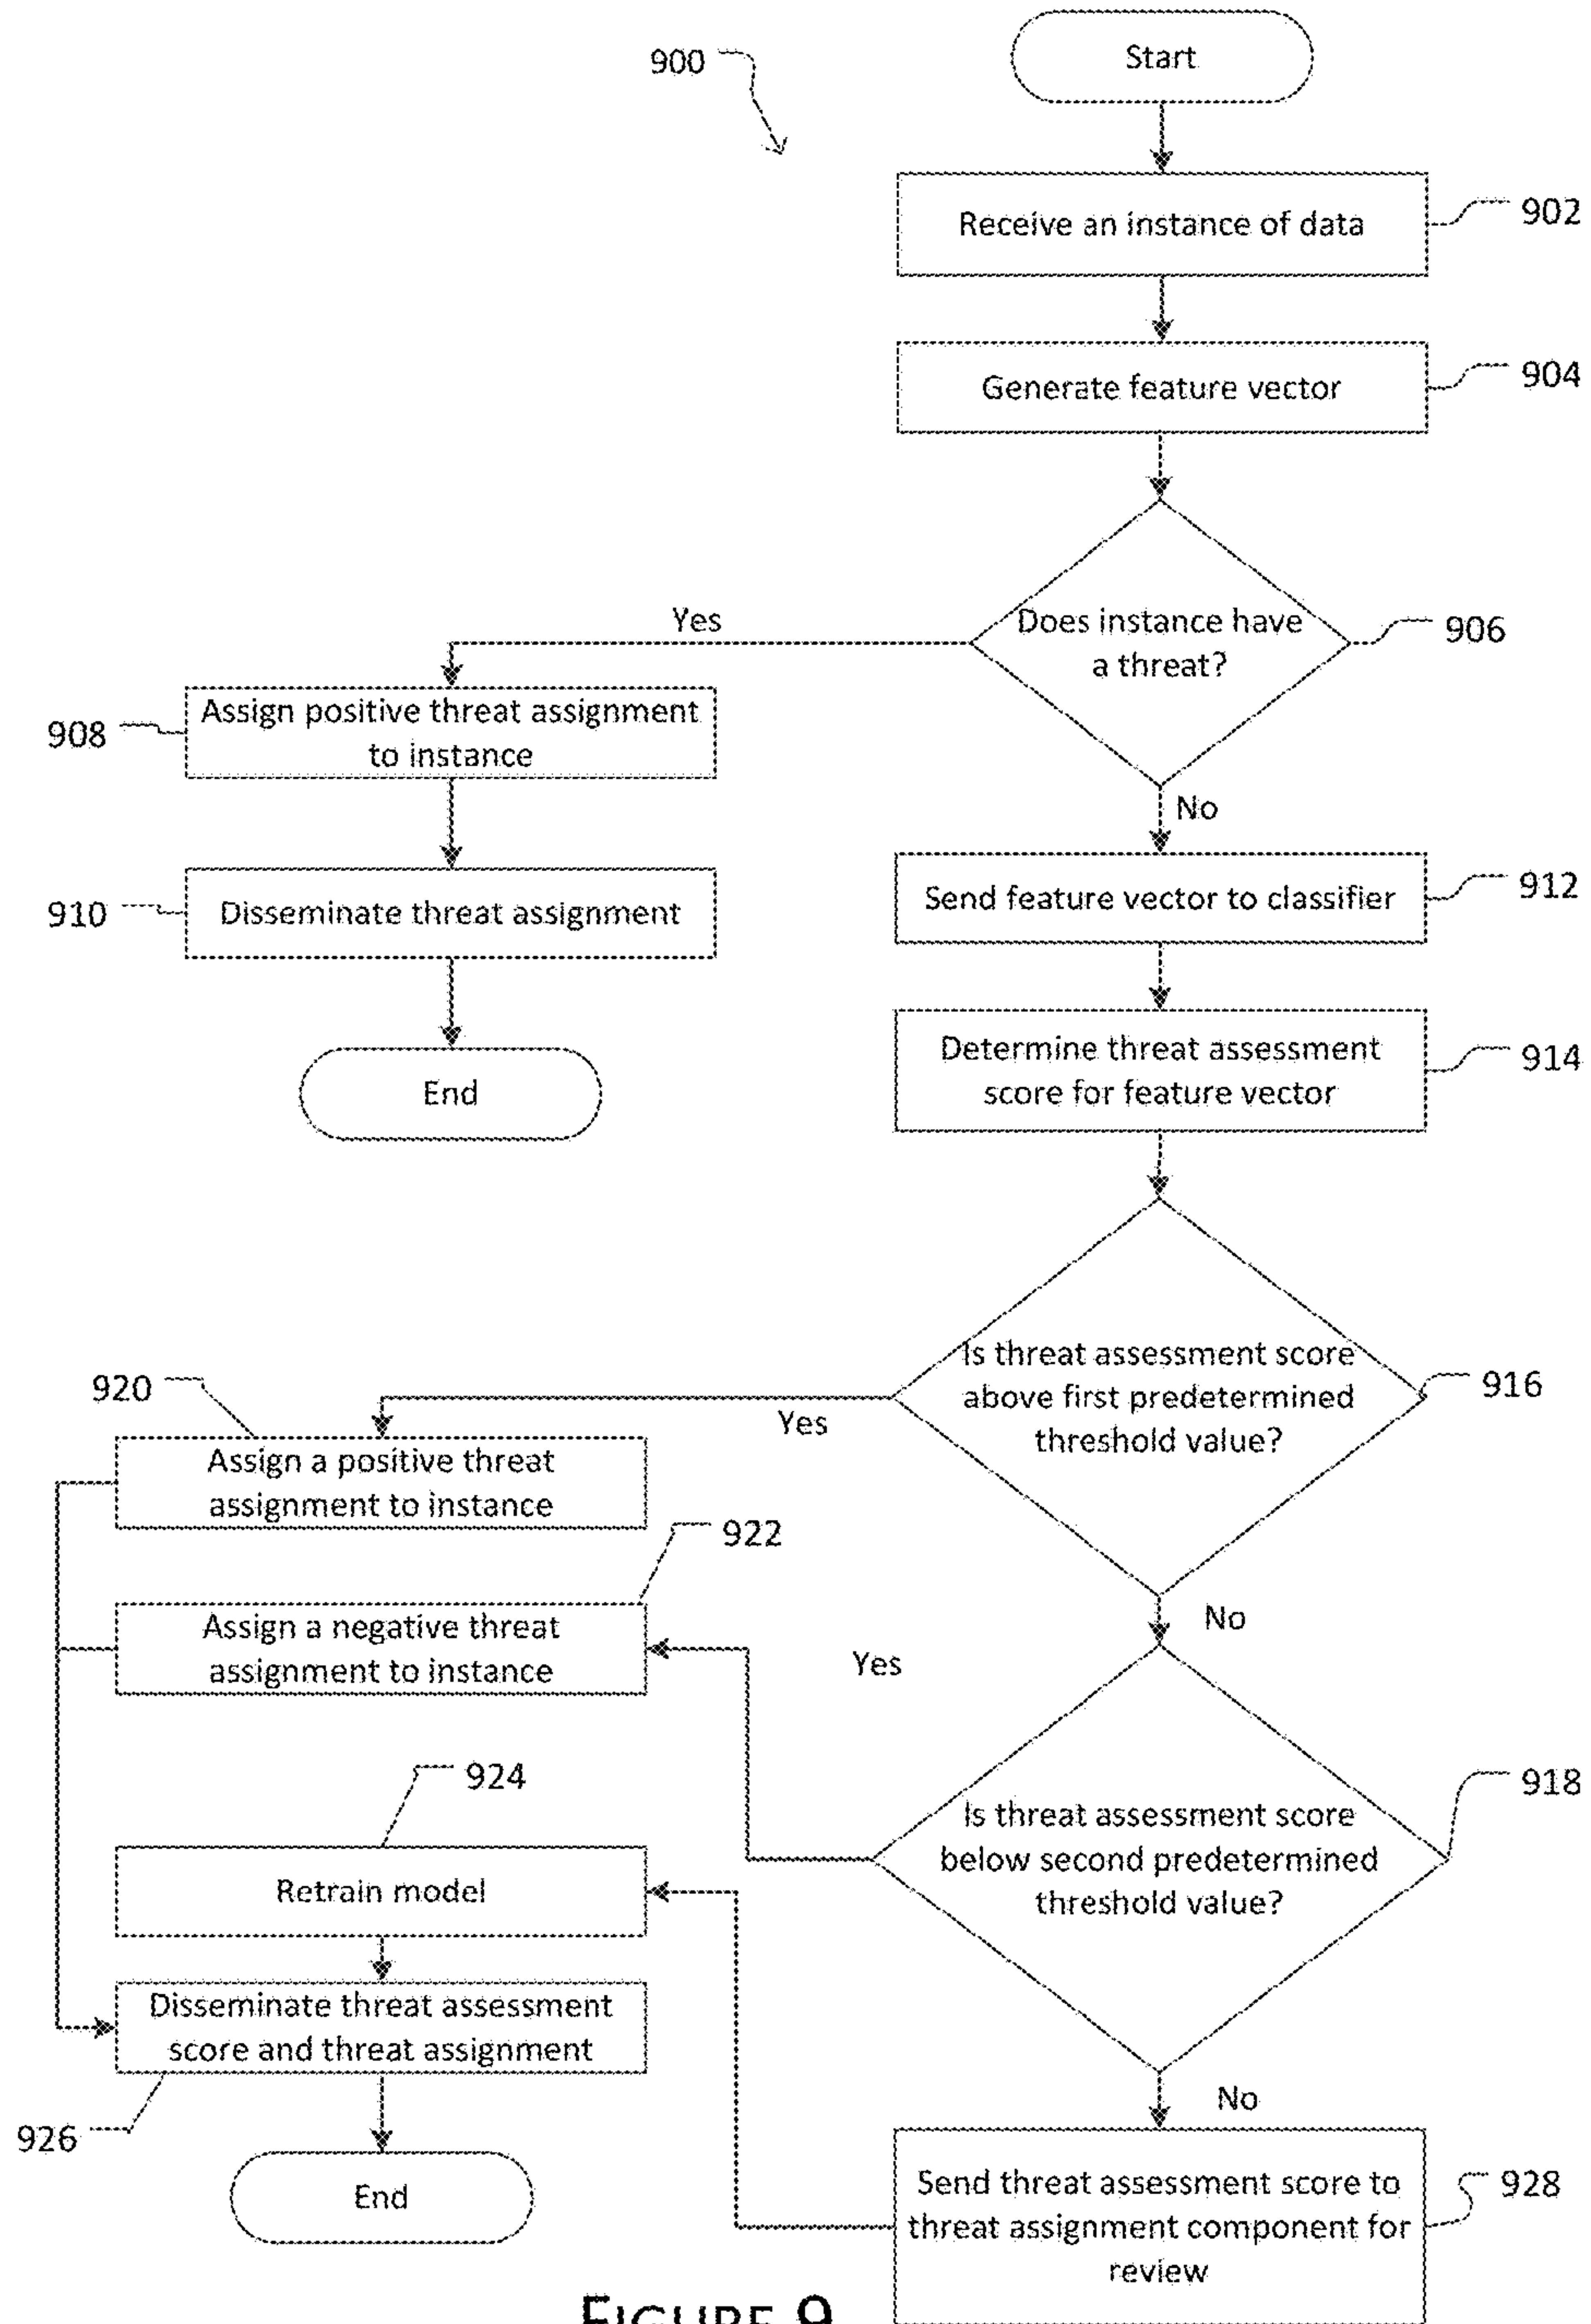 Start
900
Receive an instance of data
902
Generate feature vector
904
Does instance have
a threat?
906
Yes
No
Assign positive threat assignment
to instance
908
Disseminate threat assignment
910
End
Send feature vector to classifier
912
Determine threat assessment
score for feature vector
914
Is threat assessment score
above first predetermined
threshold value?
916
Yes
No
920
Assign a positive threat
assignment to instance
922
Assign a negative threat
assignment to instance
Yes
Is threat assessment score
below second predetermined
threshold value?
918
No
924
Retrain model
Disseminate threat assessment
score and threat assignment
926
End
Send threat assessment score to
threat assignment component for
review
928
FIGURE 9